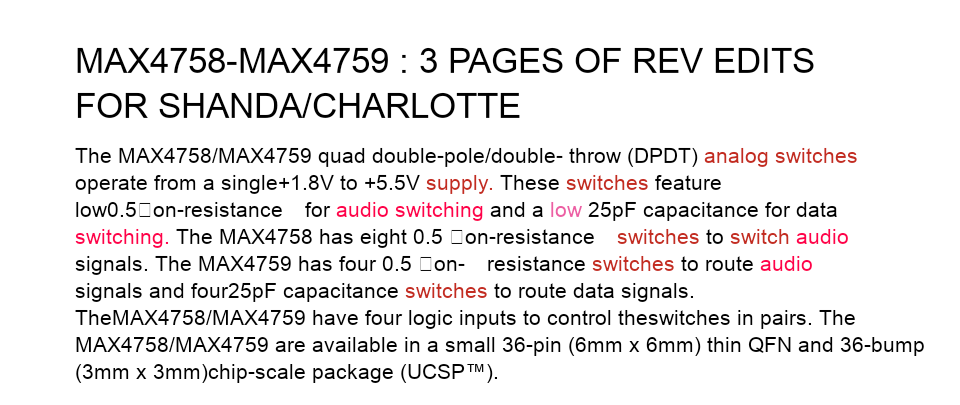 MAX4758-MAX4759 : 3 PAGES OF REV EDITS
FOR SHANDA/CHARLOTTE
The MAX4758/MAX4759 quad double-pole/double- throw (DPDT) analog switches
operate from a single+1.8V to +5.5V supply. These switches feature
low0.5□on-resistance for audio switching and a low 25pF capacitance for data
switching. The MAX4758 has eight 0.5 □on-resistance switches to switch audio
signals. The MAX4759 has four 0.5 □on- resistance switches to route audio
signals and four25pF capacitance switches to route data signals.
TheMAX4758/MAX4759 have four logic inputs to control theswitches in pairs. The
MAX4758/MAX4759 are available in a small 36-pin (6mm x 6mm) thin QFN and 36-bump
(3mm x 3mm)chip-scale package (UCSP™).